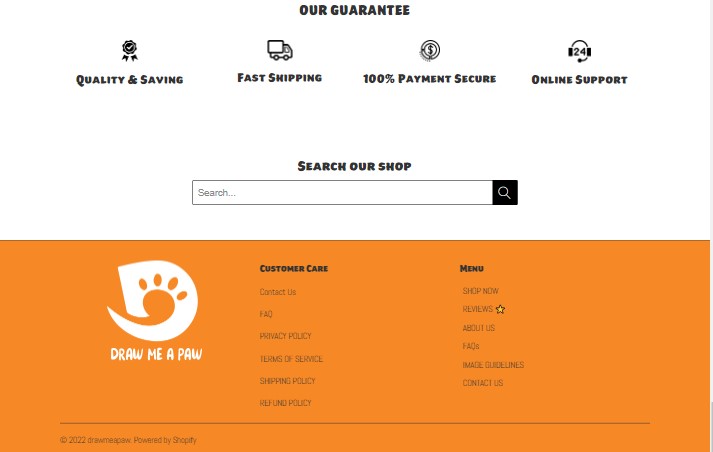 OUR GUARANTEE
Quality & Saving
Fast Shipping
100% Payment Secure
24
Online Support
Search our shop
Search...
DRAW ME A PAW
Customer Care
Contact Us
FAQ
PRIVACY POLICY
TERMS OF SERVICE
SHIPPING POLICY
REFUND POLICY
Menu
SHOP NOW
REVIEWS ⭐
ABOUT US
FAQs
IMAGE GUIDELINES
CONTACT US
© 2022 drawmeapaw. Powered by Shopify